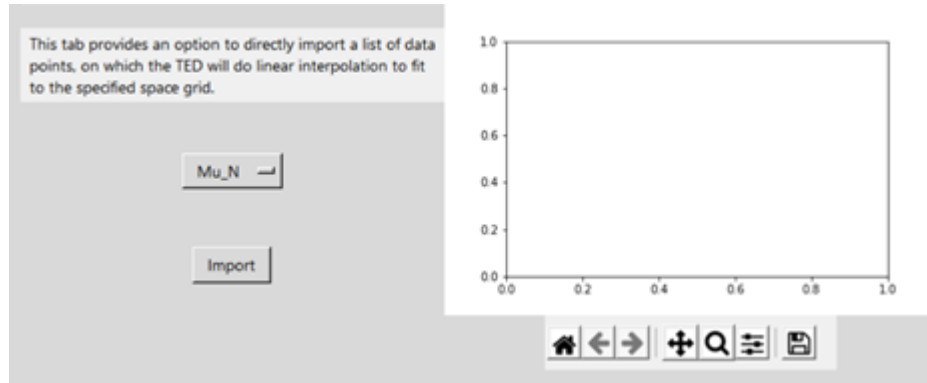 This tab provides an option to directly import a list of data
points, on which the TED will do linear interpolation to fit
to the specified space grid.
Mu_N
Import
1.0
0.8
0.6
0.4
0.2
0.0
0.0 0.2 0.4 0.6 0.8 1.0